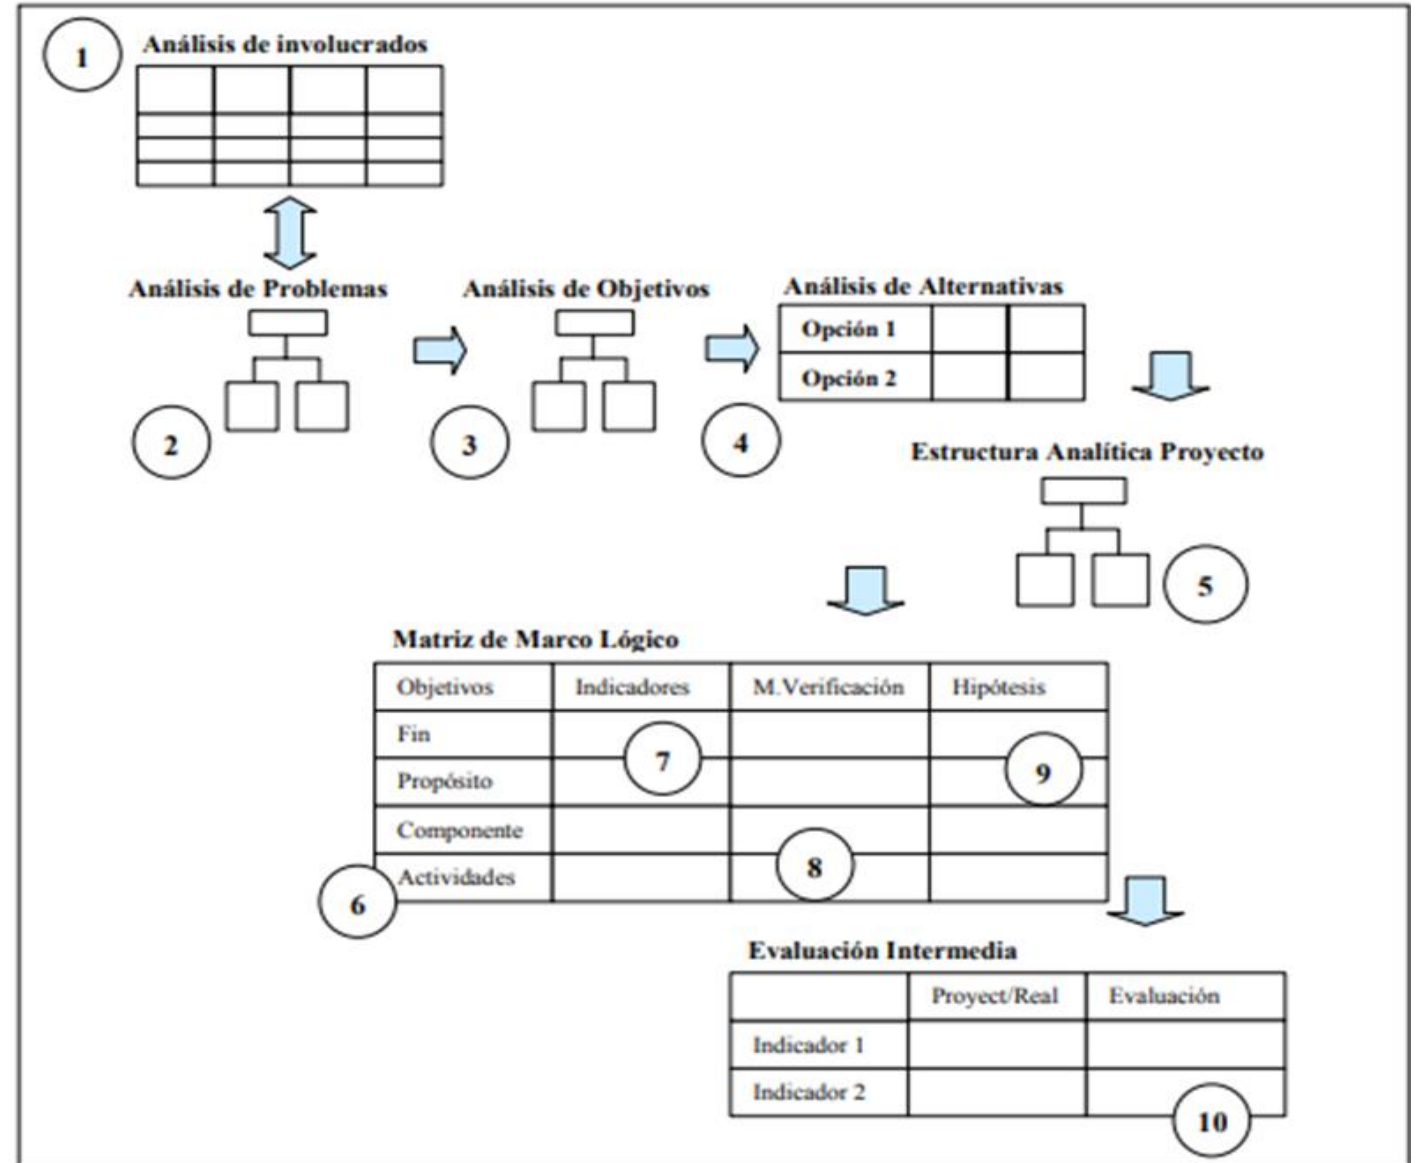 1
Análisis de involucrados
Análisis de Problemas
Análisis de Objetivos
Análisis de Alternativas
Opción 1
Opción 2
2
3
4
Estructura Analítica Proyecto
5
Matriz de Marco Lógico
Objetivos Indicadores M.Verificación Hipótesis
Fin
7
9
Propósito
Componente
8
Actividades
6
Evaluación Intermedia
Proyect/Real Evaluación
Indicador 1
Indicador 2
10